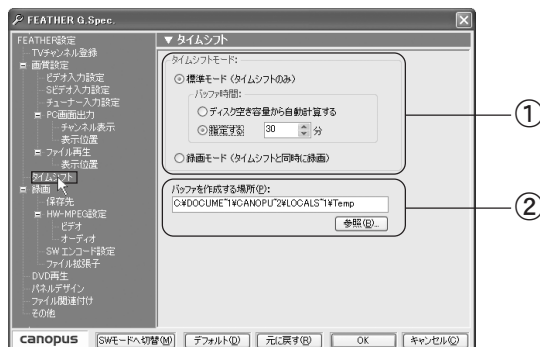 FEATHER G.Spec.
FEATHER設定
TVチャンネル登録
画質設定
ビデオ入力設定
Sビデオ入力設定
チューナー入力設定
PC画面出力
チャンネル表示
表示位置
ファイル再生
表示位置
タイムシフト
録画
保存先
HW-MPEG設定
ビデオ
オーディオ
SWエンコード設定
ファイル拡張子
DVD再生
パネルデザイン
ファイル関連付け
その他
▼ タイムシフト
タイムシフトモード:
標準モード (タイムシフトのみ)
バッファ時間:
ディスク空き容量から自動計算する
指定する 30 分
録画モード (タイムシフトと同時に録画)
①
バッファを作成する場所(P):
C:¥DOCUME~1¥CANOPU~2¥LOCALS~1¥Temp
参照(B)...
②
canopus SWモードへ切替(M) デフォルト(D) 元に戻す(R) OK キャンセル(C)